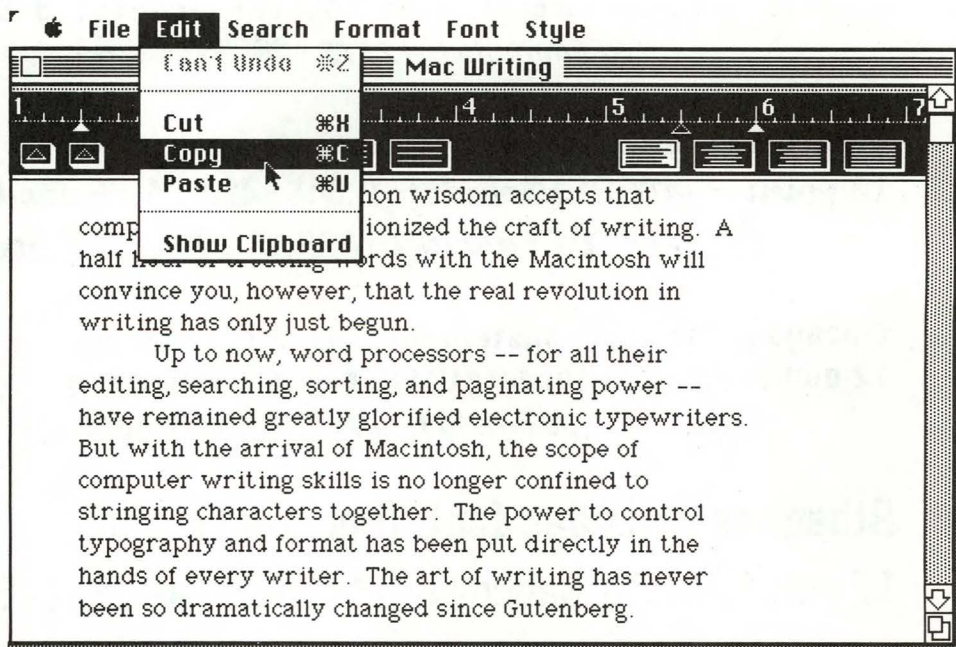 File Edit Search Format Font Style
Can't Undo ⌘Z
Mac Writing
1 4 5 6 7
Cut ⌘X
Copy ⌘C
Paste ⌘V
Show Clipboard
wisdom accepts that
comp ionized the craft of writing. A
half words with the Macintosh will
convince you, however, that the real revolution in
writing has only just begun.
Up to now, word processors -- for all their
editing, searching, sorting, and paginating power --
have remained greatly glorified electronic typewriters.
But with the arrival of Macintosh, the scope of
computer writing skills is no longer confined to
stringing characters together. The power to control
typography and format has been put directly in the
hands of every writer. The art of writing has never
been so dramatically changed since Gutenberg.